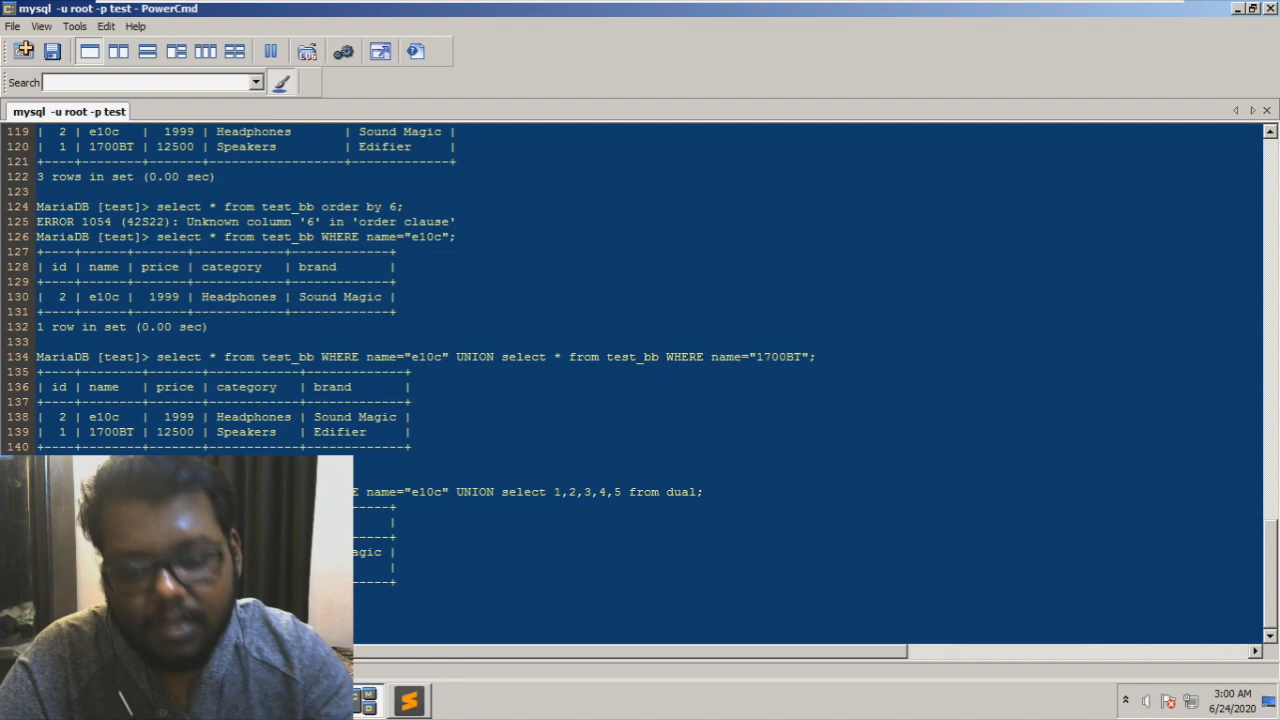 mysql -u root -p test - PowerCmd
File View Tools Edit Help
Search
mysql -u root -p test
119 | 2 | e10c | 1999 | Headphones | Sound Magic |
120 | 1 | 1700BT | 12500 | Speakers | Edifier |
121 +----+--------+-------+------------------+-------------+
122 3 rows in set (0.00 sec)
123
124 MariaDB [test]> select * from test_bb order by 6;
125 ERROR 1054 (42S22): Unknown column '6' in 'order clause'
126 MariaDB [test]> select * from test_bb WHERE name="e10c";
127 +----+------+-------+------------+-------------+
128 | id | name | price | category | brand |
129 +----+------+-------+------------+-------------+
130 | 2 | e10c | 1999 | Headphones | Sound Magic |
131 +----+------+-------+------------+-------------+
132 1 row in set (0.00 sec)
133
134 MariaDB [test]> select * from test_bb WHERE name="e10c" UNION select * from test_bb WHERE name="1700BT";
135 +----+--------+-------+------------+-------------+
136 | id | name | price | category | brand |
137 +----+--------+-------+------------+-------------+
138 | 2 | e10c | 1999 | Headphones | Sound Magic |
139 | 1 | 1700BT | 12500 | Speakers | Edifier |
140 +----+--------+-------+------------+-------------+
E name="e10c" UNION select 1,2,3,4,5 from dual;
-----+
|
-----+
agic |
|
-----+
3:00 AM
6/24/2020